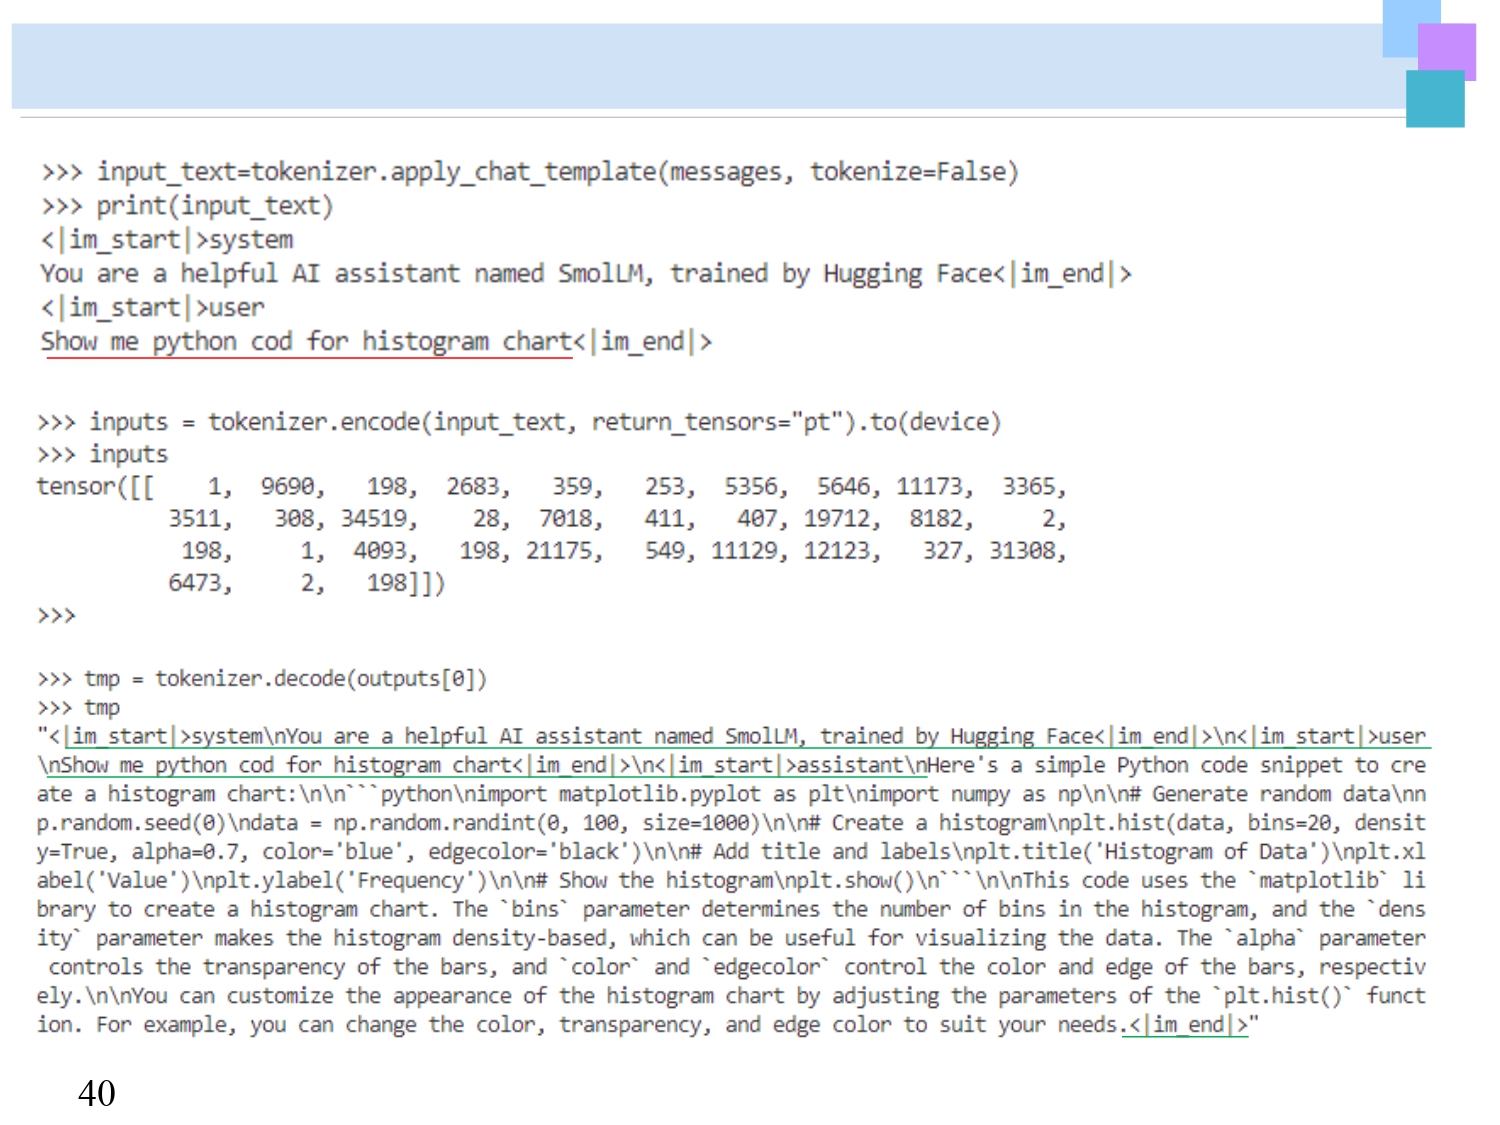 >>> input_text=tokenizer.apply_chat_template(messages, tokenize=False)
>>> print(input_text)
<|im_start|>system
You are a helpful AI assistant named SmolLM, trained by Hugging Face<|im_end|>
<|im_start|>user
Show me python cod for histogram chart<|im_end|>
>>> inputs = tokenizer.encode(input_text, return_tensors="pt").to(device)
>>> inputs
tensor([[    1,  9690,   198,  2683,   359,   253,  5356,  5646, 11173,  3365,
          3511,   308, 34519,    28,  7018,   411,   407, 19712,  8182,     2,
           198,     1,  4093,   198, 21175,   549, 11129, 12123,   327, 31308,
          6473,     2,   198]])
>>>
>>> tmp = tokenizer.decode(outputs[0])
>>> tmp
"<|im_start|>system\nYou are a helpful AI assistant named SmolLM, trained by Hugging Face<|im_end|>\n<|im_start|>user
\nShow me python cod for histogram chart<|im_end|>\n<|im_start|>assistant\nHere's a simple Python code snippet to cre
ate a histogram chart:\n\n```python\nimport matplotlib.pyplot as plt\nimport numpy as np\n\n# Generate random data\nn
p.random.seed(0)\ndata = np.random.randint(0, 100, size=1000)\n\n# Create a histogram\nplt.hist(data, bins=20, densit
y=True, alpha=0.7, color='blue', edgecolor='black')\n\n# Add title and labels\nplt.title('Histogram of Data')\nplt.xl
abel('Value')\nplt.ylabel('Frequency')\n\n# Show the histogram\nplt.show()\n```\n\nThis code uses the `matplotlib` li
brary to create a histogram chart. The `bins` parameter determines the number of bins in the histogram, and the `dens
ity` parameter makes the histogram density-based, which can be useful for visualizing the data. The `alpha` parameter
 controls the transparency of the bars, and `color` and `edgecolor` control the color and edge of the bars, respectiv
ely.\n\nYou can customize the appearance of the histogram chart by adjusting the parameters of the `plt.hist()` funct
ion. For example, you can change the color, transparency, and edge color to suit your needs.<|im_end|>"
40